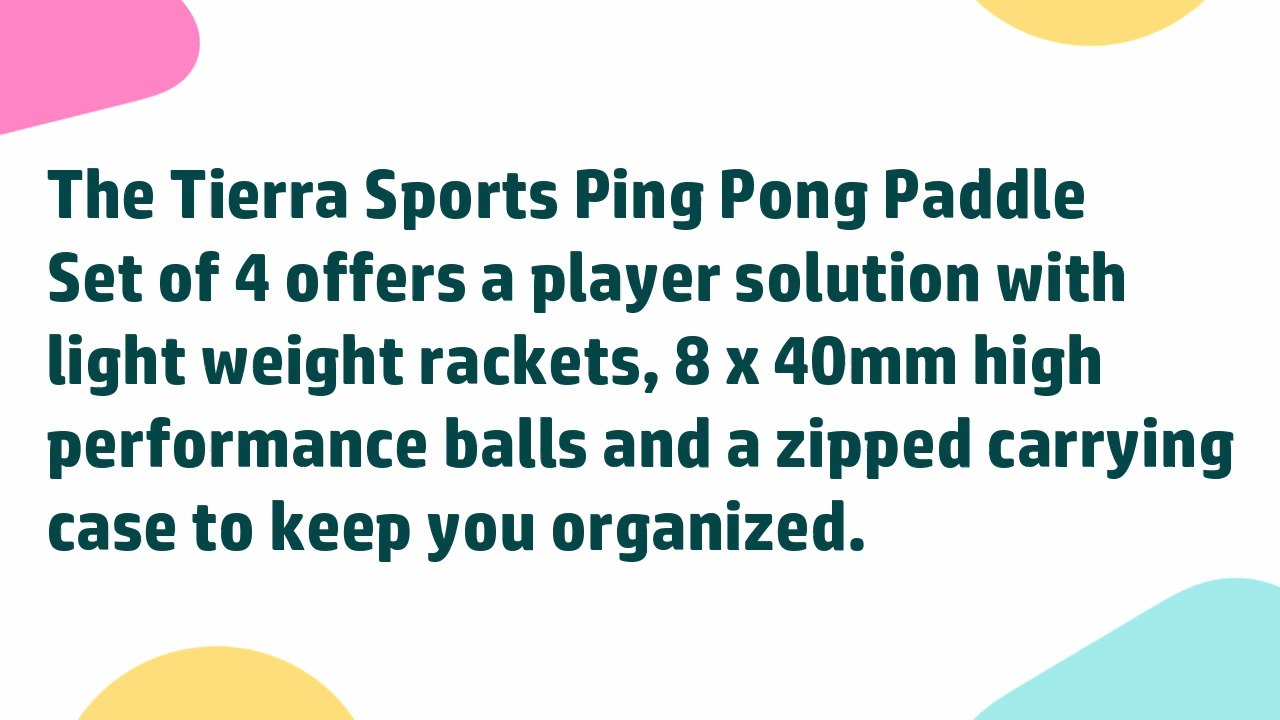 The Tierra Sports Ping Pong Paddle
Set of 4 offers a player solution with
light weight rackets, 8 x 40mm high
performance balls and a zipped carrying
case to keep you organized.